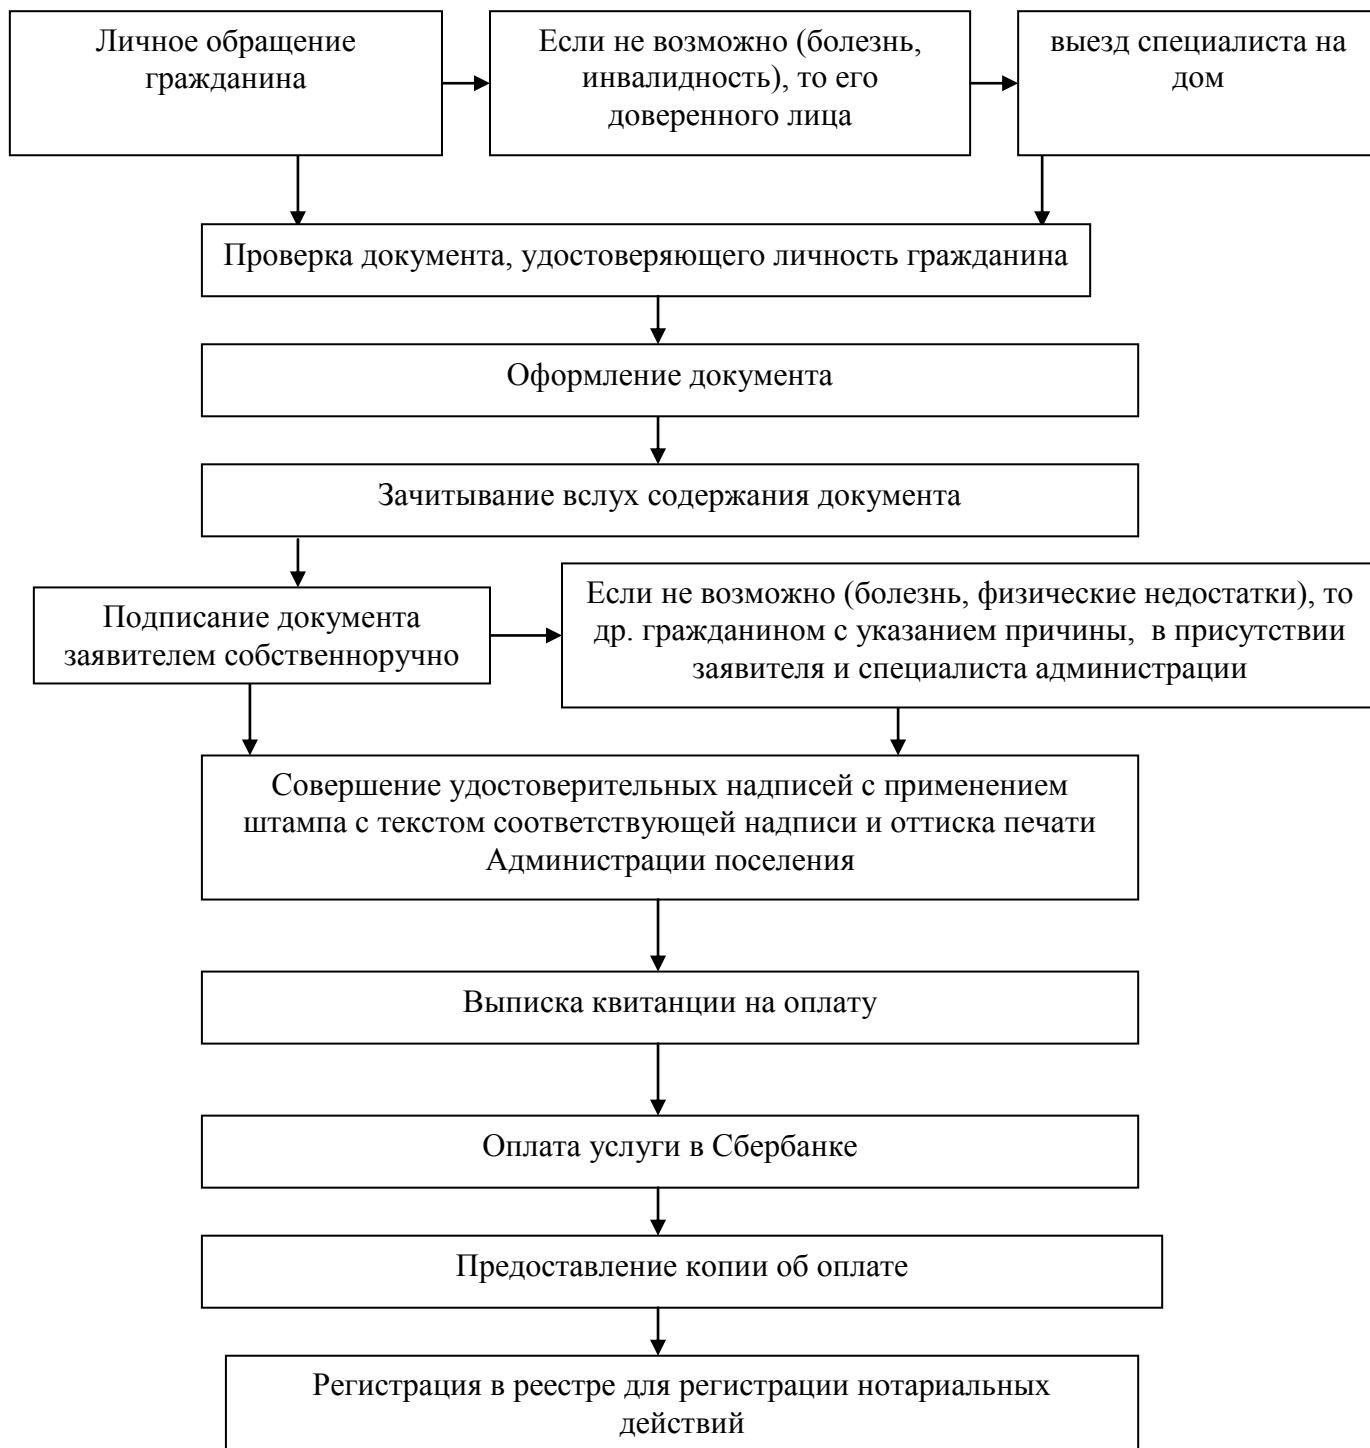 Личное обращение
гражданина
Если не возможно (болезнь,
инвалидность), то его
доверенного лица
выезд специалиста на
дом
Проверка документа, удостоверяющего личность гражданина
Оформление документа
Зачитывание вслух содержания документа
Подписание документа
заявителем собственноручно
Если не возможно (болезнь, физические недостатки), то
др. гражданином с указанием причины,  в присутствии
заявителя и специалиста администрации
Совершение удостоверительных надписей с применением
штампа с текстом соответствующей надписи и оттиска печати
Администрации поселения
Выписка квитанции на оплату
Оплата услуги в Сбербанке
Предоставление копии об оплате
Регистрация в реестре для регистрации нотариальных
действий